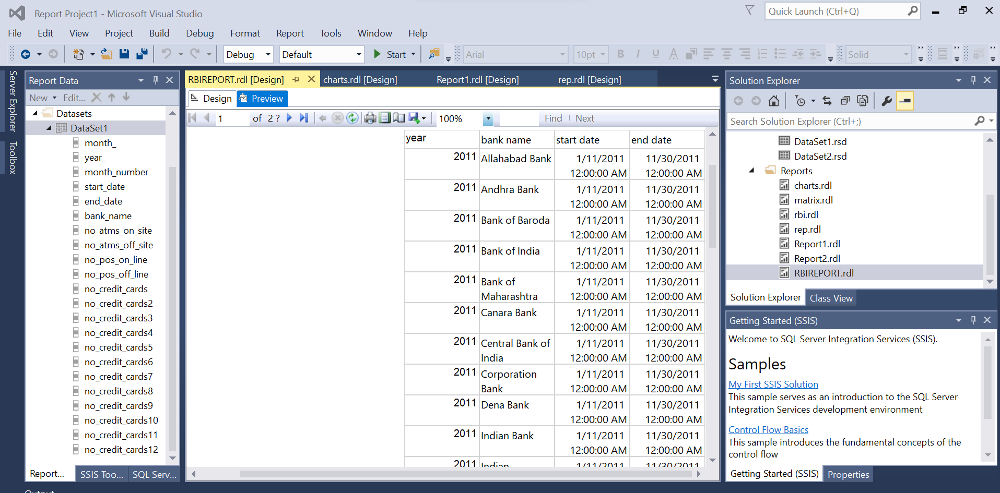 Report Project1 - Microsoft Visual Studio
Quick Launch (Ctrl+Q)
File Edit View Project Build Debug Format Report Tools Window Help
Debug Default Start Arial 10pt B I U A Solid
Server Explorer
Toolbox
Report Data
New Edit...
Datasets
DataSet1
month_
year_
month_number
start_date
end_date
bank_name
no_atms_on_site
no_atms_off_site
no_pos_on_line
no_pos_off_line
no_credit_cards
no_credit_cards2
no_credit_cards3
no_credit_cards4
no_credit_cards5
no_credit_cards6
no_credit_cards7
no_credit_cards8
no_credit_cards9
no_credit_cards10
no_credit_cards11
no_credit_cards12
Report... SSIS Too... SQL Serv...
RBIREPORT.rdl [Design] charts.rdl [Design] Report1.rdl [Design] rep.rdl [Design]
Design Preview
1 of 2 ? 100% Find Next
year bank name start date end date
2011 Allahabad Bank 1/11/2011 11/30/2011
12:00:00 AM 12:00:00 AM
2011 Andhra Bank 1/11/2011 11/30/2011
12:00:00 AM 12:00:00 AM
2011 Bank of Baroda 1/11/2011 11/30/2011
12:00:00 AM 12:00:00 AM
2011 Bank of India 1/11/2011 11/30/2011
12:00:00 AM 12:00:00 AM
2011 Bank of 1/11/2011 11/30/2011
Maharashtra 12:00:00 AM 12:00:00 AM
2011 Canara Bank 1/11/2011 11/30/2011
12:00:00 AM 12:00:00 AM
2011 Central Bank of 1/11/2011 11/30/2011
India 12:00:00 AM 12:00:00 AM
2011 Corporation 1/11/2011 11/30/2011
Bank 12:00:00 AM 12:00:00 AM
2011 Dena Bank 1/11/2011 11/30/2011
12:00:00 AM 12:00:00 AM
2011 Indian Bank 1/11/2011 11/30/2011
12:00:00 AM 12:00:00 AM
2011 Indian 1/11/2011 11/30/2011
Solution Explorer
Search Solution Explorer (Ctrl+;)
DataSet1.rsd
DataSet2.rsd
Reports
charts.rdl
matrix.rdl
rbi.rdl
rep.rdl
Report1.rdl
Report2.rdl
RBIREPORT.rdl
Solution Explorer Class View
Getting Started (SSIS)
Welcome to SQL Server Integration Services (SSIS).
Samples
My First SSIS Solution
This sample serves as an introduction to the SQL Server
Integration Services development environment
Control Flow Basics
This sample introduces the fundamental concepts of the
control flow
Getting Started (SSIS) Properties
Output